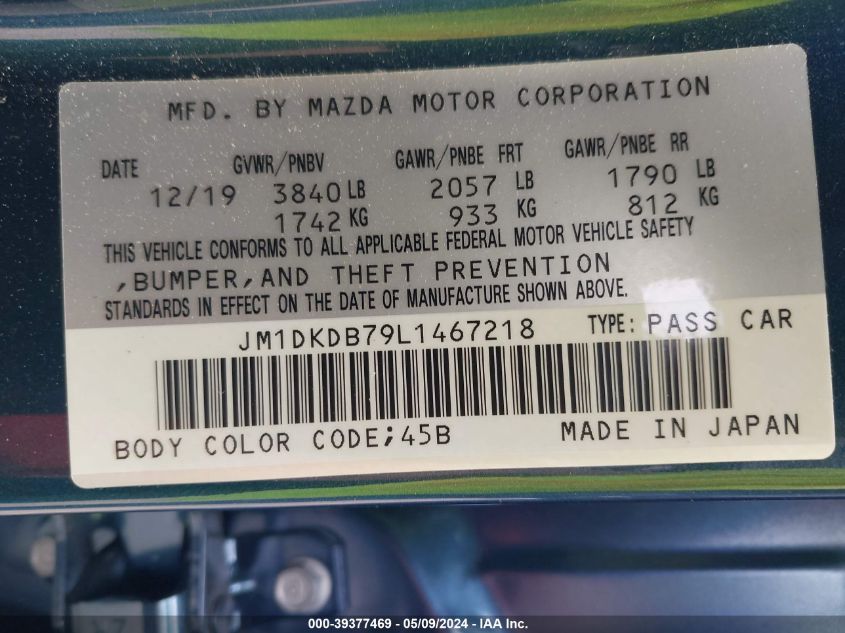 MFD. BY MAZDA MOTOR CORPORATION
DATE GVWR/PNBV GAWR/PNBE FRT GAWR/PNBE RR
12/19 3840 LB 2057 LB 1790 LB
1742 KG 933 KG 812 KG
THIS VEHICLE CONFORMS TO ALL APPLICABLE FEDERAL MOTOR VEHICLE SAFETY
,BUMPER,AND THEFT PREVENTION
STANDARDS IN EFFECT ON THE DATE OF MANUFACTURE SHOWN ABOVE.
JM1DKDB79L1467218 TYPE: PASS CAR
BODY COLOR CODE;45B MADE IN JAPAN
000-39377469 - 05/09/2024 - IAA Inc.